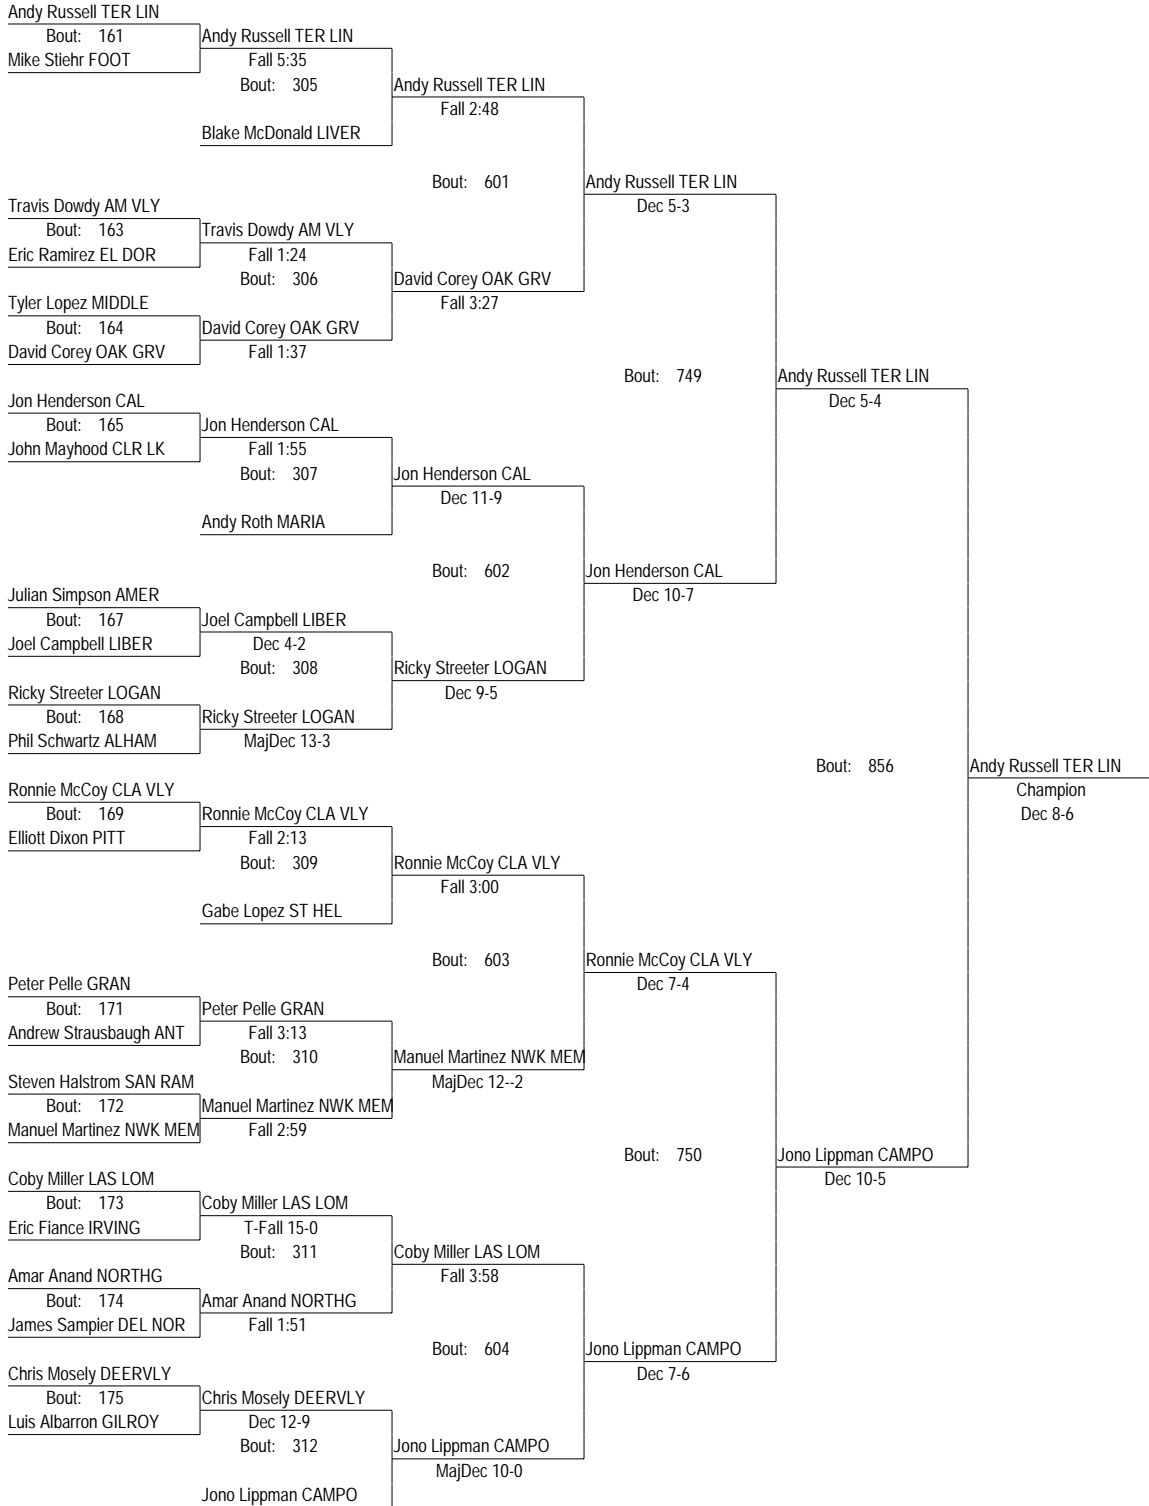 Andy Russell TER LIN
Bout: 161
Andy Russell TER LIN
Mike Stiehr FOOT
Fall 5:35
Bout: 305
Andy Russell TER LIN
Fall 2:48
Blake McDonald LIVER
Bout: 601
Andy Russell TER LIN
Dec 5-3
Travis Dowdy AM VLY
Bout: 163
Travis Dowdy AM VLY
Eric Ramirez EL DOR
Fall 1:24
Bout: 306
David Corey OAK GRV
Fall 3:27
Tyler Lopez MIDDLE
Bout: 164
David Corey OAK GRV
David Corey OAK GRV
Fall 1:37
Bout: 749
Andy Russell TER LIN
Dec 5-4
Jon Henderson CAL
Bout: 165
Jon Henderson CAL
John Mayhood CLR LK
Fall 1:55
Bout: 307
Jon Henderson CAL
Dec 11-9
Andy Roth MARIA
Bout: 602
Jon Henderson CAL
Dec 10-7
Julian Simpson AMER
Bout: 167
Joel Campbell LIBER
Joel Campbell LIBER
Dec 4-2
Bout: 308
Ricky Streeter LOGAN
Dec 9-5
Ricky Streeter LOGAN
Bout: 168
Ricky Streeter LOGAN
Phil Schwartz ALHAM
MajDec 13-3
Bout: 856
Andy Russell TER LIN
Champion
Dec 8-6
Ronnie McCoy CLA VLY
Bout: 169
Ronnie McCoy CLA VLY
Elliott Dixon PITT
Fall 2:13
Bout: 309
Ronnie McCoy CLA VLY
Fall 3:00
Gabe Lopez ST HEL
Bout: 603
Ronnie McCoy CLA VLY
Dec 7-4
Peter Pelle GRAN
Bout: 171
Peter Pelle GRAN
Andrew Strausbaugh ANT
Fall 3:13
Bout: 310
Manuel Martinez NWK MEM
MajDec 12--2
Steven Halstrom SAN RAM
Bout: 172
Manuel Martinez NWK MEM
Manuel Martinez NWK MEM
Fall 2:59
Bout: 750
Jono Lippman CAMPO
Dec 10-5
Coby Miller LAS LOM
Bout: 173
Coby Miller LAS LOM
Eric Fiance IRVING
T-Fall 15-0
Bout: 311
Coby Miller LAS LOM
Fall 3:58
Amar Anand NORTHG
Bout: 174
Amar Anand NORTHG
James Sampier DEL NOR
Fall 1:51
Bout: 604
Jono Lippman CAMPO
Dec 7-6
Chris Mosely DEERVLY
Bout: 175
Chris Mosely DEERVLY
Luis Albarron GILROY
Dec 12-9
Bout: 312
Jono Lippman CAMPO
MajDec 10-0
Jono Lippman CAMPO